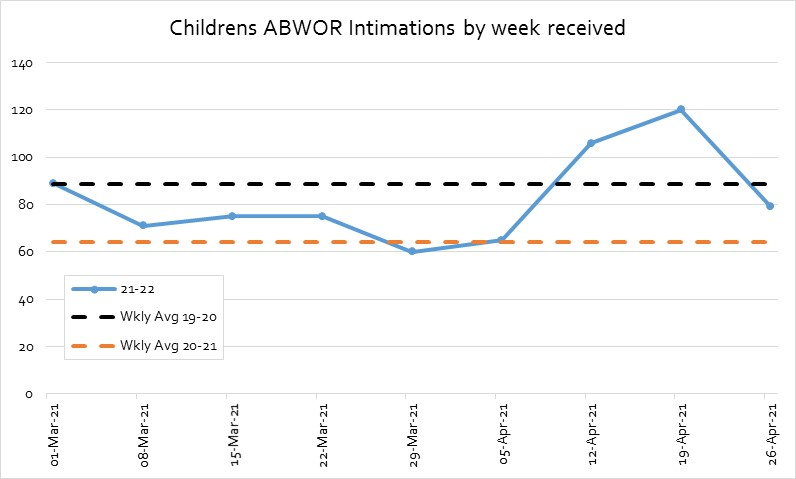 Childrens ABWOR Intimations by week received
140
120
100
80
60
40
20
0
21-22
Wkly Avg 19-20
Wkly Avg 20-21
01-Mar-21
08-Mar-21
15-Mar-21
22-Mar-21
29-Mar-21
05-Apr-21
12-Apr-21
19-Apr-21
26-Apr-21